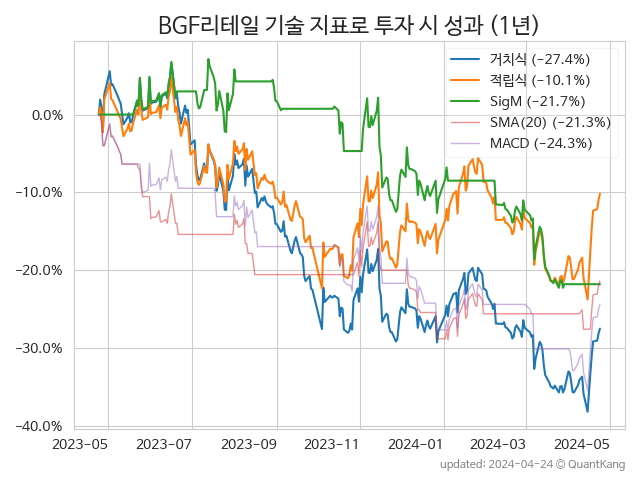 BGF리테일 기술 지표로 투자 시 성과 (1년)
거치식 (−27.4%)
적립식 (−10.1%)
SigM (−21.7%)
SMA(20) (−21.3%)
MACD (−24.3%)
0.0%
−10.0%
−20.0%
−30.0%
−40.0%
2023-05 2023-07 2023-09 2023-11 2024-01 2024-03 2024-05
updated: 2024-04-24 © QuantKang